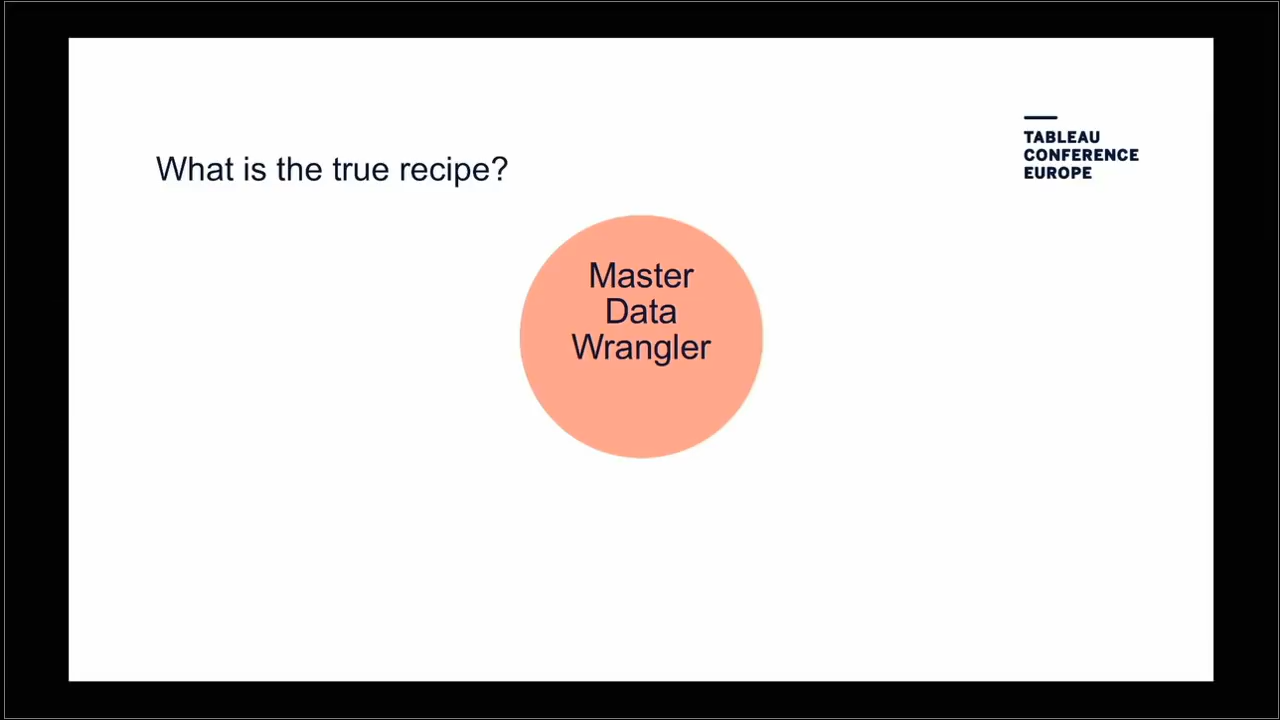 TABLEAU
CONFERENCE
EUROPE
What is the true recipe?
Master
Data
Wrangler